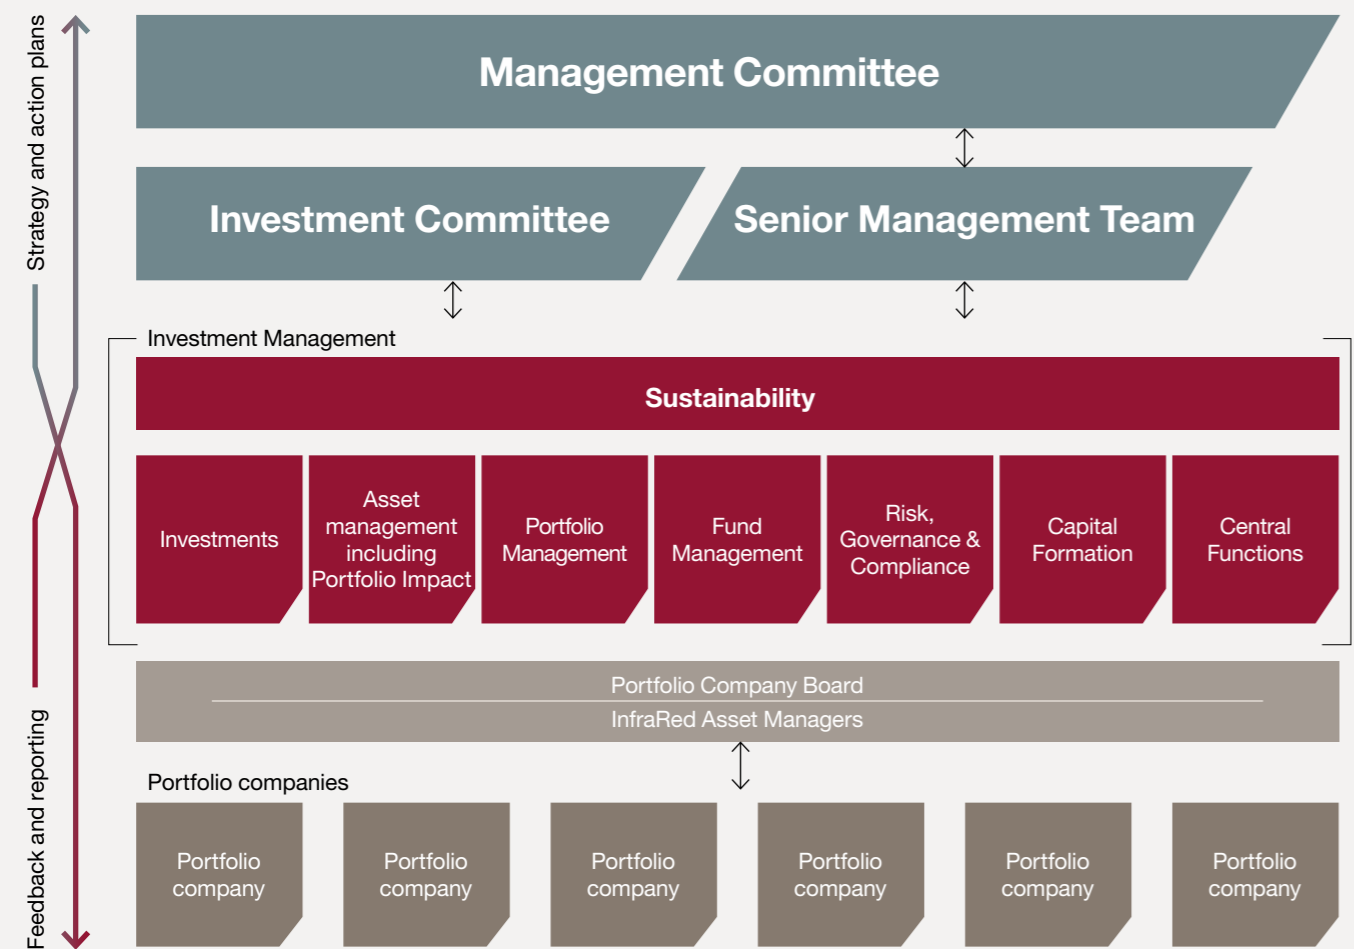 Strategy and action plans
Management Committee
Investment Committee
Senior Management Team
Investment Management
Sustainability
Investments
Asset
management
including
Portfolio Impact
Portfolio
Management
Fund
Management
Risk,
Governance &
Compliance
Capital
Formation
Central
Functions
Feedback and reporting
Portfolio Company Board
InfraRed Asset Managers
Portfolio companies
Portfolio
company
Portfolio
company
Portfolio
company
Portfolio
company
Portfolio
company
Portfolio
company